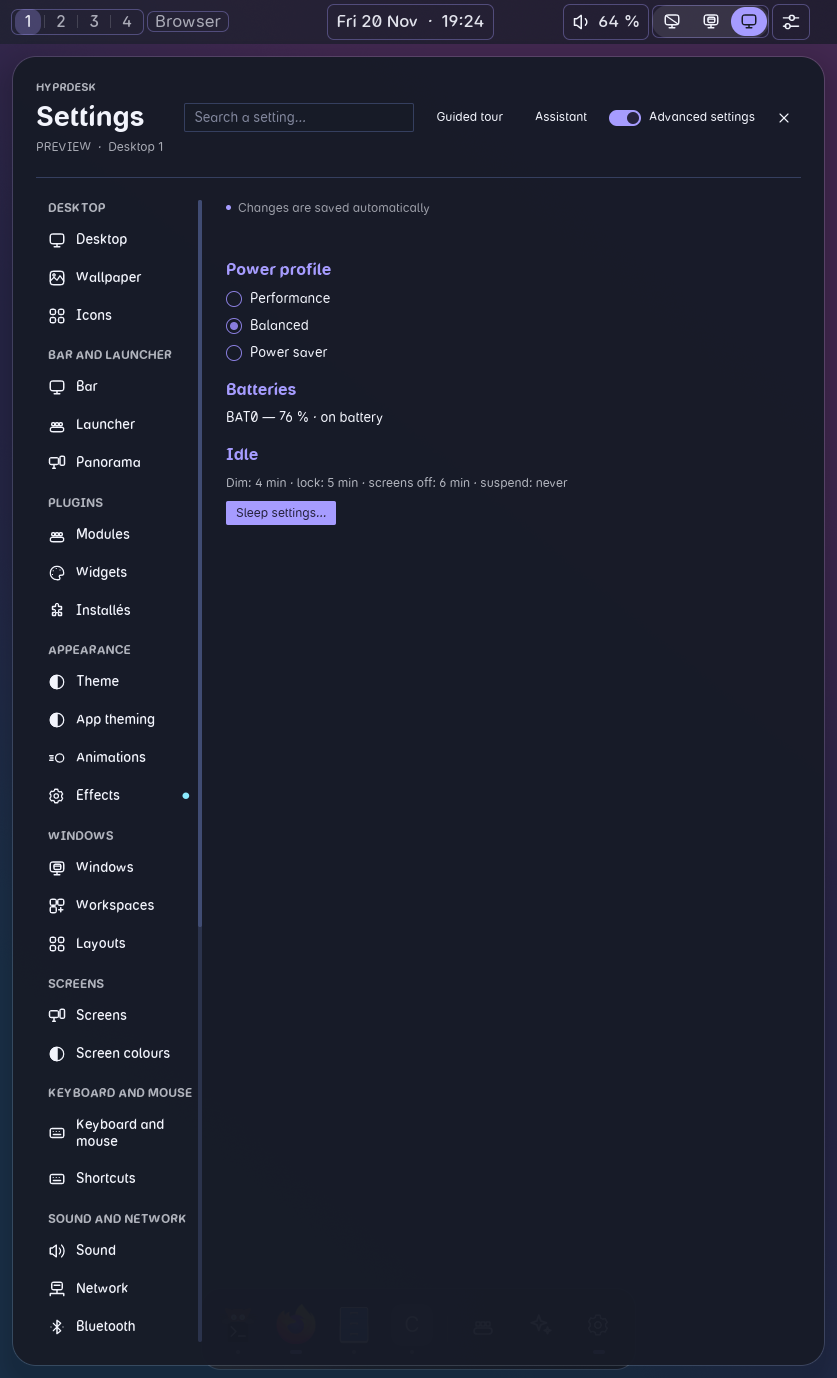 1 2 3 4 Browser
Fri 20 Nov · 19:24
64 %
HYPRDESK
Settings
PREVIEW · Desktop 1
Search a setting...
Guided tour
Assistant
Advanced settings
DESKTOP
Desktop
Wallpaper
Icons
BAR AND LAUNCHER
Bar
Launcher
Panorama
PLUGINS
Modules
Widgets
Installés
APPEARANCE
Theme
App theming
Animations
Effects
WINDOWS
Windows
Workspaces
Layouts
SCREENS
Screens
Screen colours
KEYBOARD AND MOUSE
Keyboard and
mouse
Shortcuts
SOUND AND NETWORK
Sound
Network
Bluetooth
Changes are saved automatically
Power profile
Performance
Balanced
Power saver
Batteries
BAT0 — 76 % · on battery
Idle
Dim: 4 min · lock: 5 min · screens off: 6 min · suspend: never
Sleep settings...